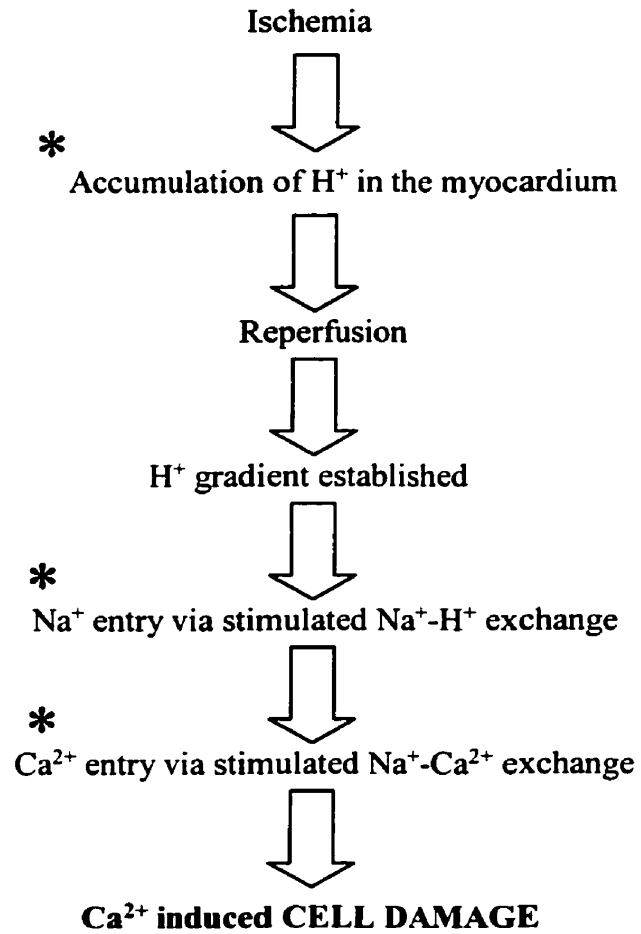 Ischemia
*
Accumulation of H⁺ in the myocardium
Reperfusion
H⁺ gradient established
*
Na⁺ entry via stimulated Na⁺-H⁺ exchange
*
Ca²⁺ entry via stimulated Na⁺-Ca²⁺ exchange
Ca²⁺ induced CELL DAMAGE